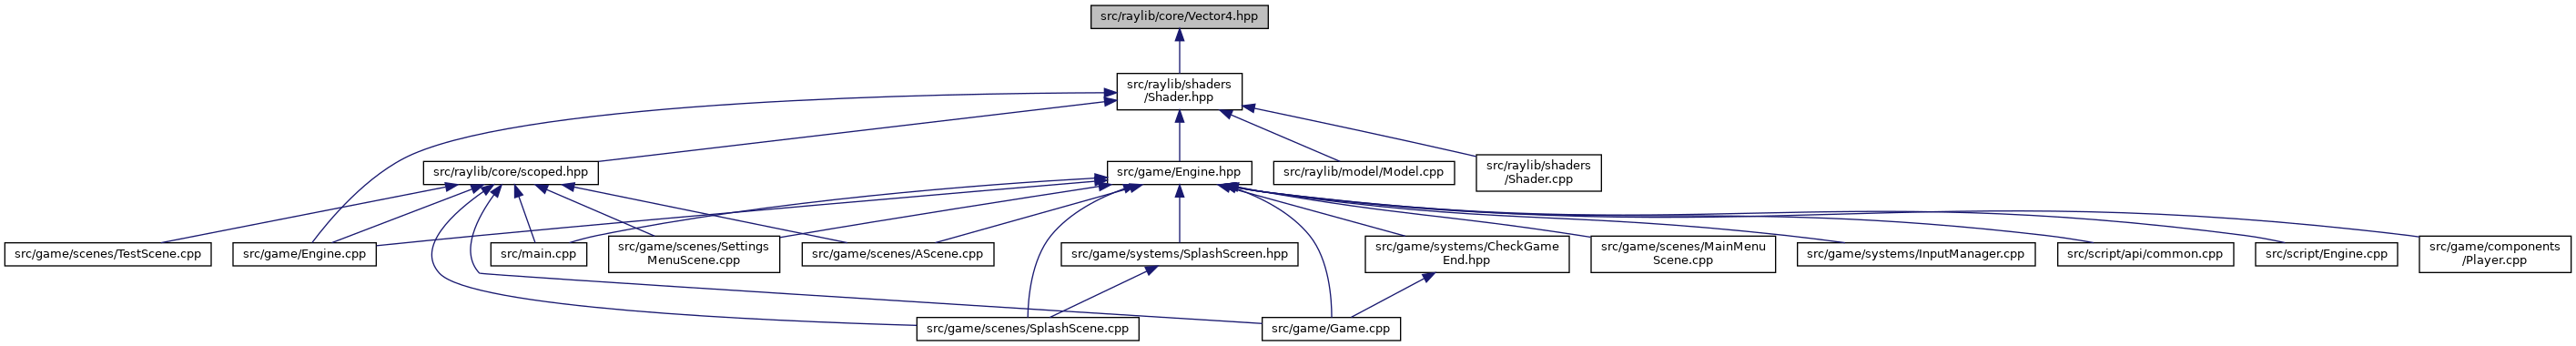 src/raylib/core/Vector4.hpp
src/raylib/shaders
/Shader.hpp
src/raylib/core/scoped.hpp
src/game/Engine.hpp
src/raylib/model/Model.cpp
src/raylib/shaders
/Shader.cpp
src/game/scenes/TestScene.cpp
src/game/Engine.cpp
src/main.cpp
src/game/scenes/Settings
MenuScene.cpp
src/game/scenes/AScene.cpp
src/game/systems/SplashScreen.hpp
src/game/systems/CheckGame
End.hpp
src/game/scenes/MainMenu
Scene.cpp
src/game/systems/InputManager.cpp
src/script/api/common.cpp
src/script/Engine.cpp
src/game/components
/Player.cpp
src/game/scenes/SplashScene.cpp
src/game/Game.cpp